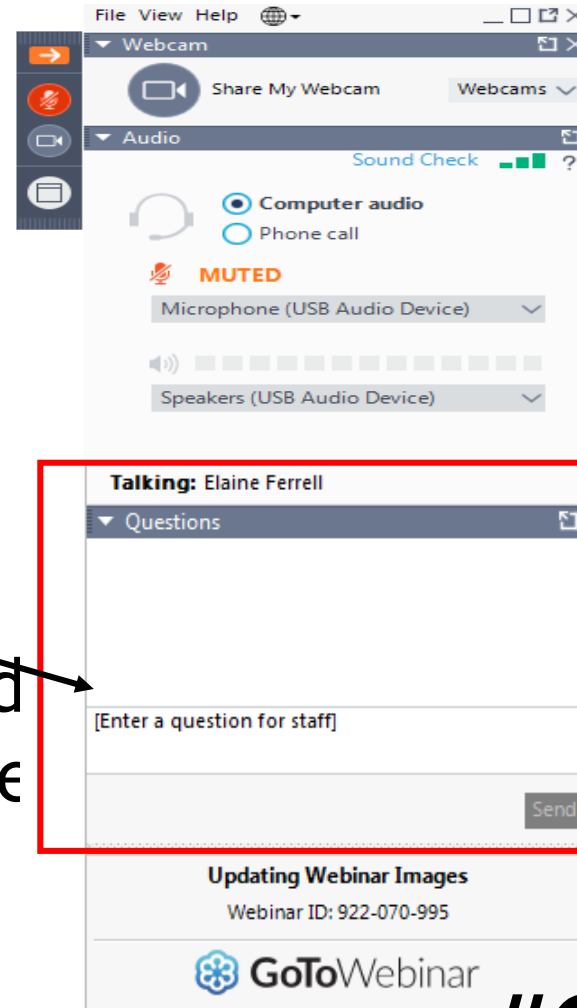 File View Help
Webcam
Share My Webcam Webcams
Audio
Sound Check ?
Computer audio
Phone call
MUTED
Microphone (USB Audio Device)
Speakers (USB Audio Device)
Talking: Elaine Ferrell
Questions
[Enter a question for staff]
Send
Updating Webinar Images
Webinar ID: 922-070-995
GoToWebinar